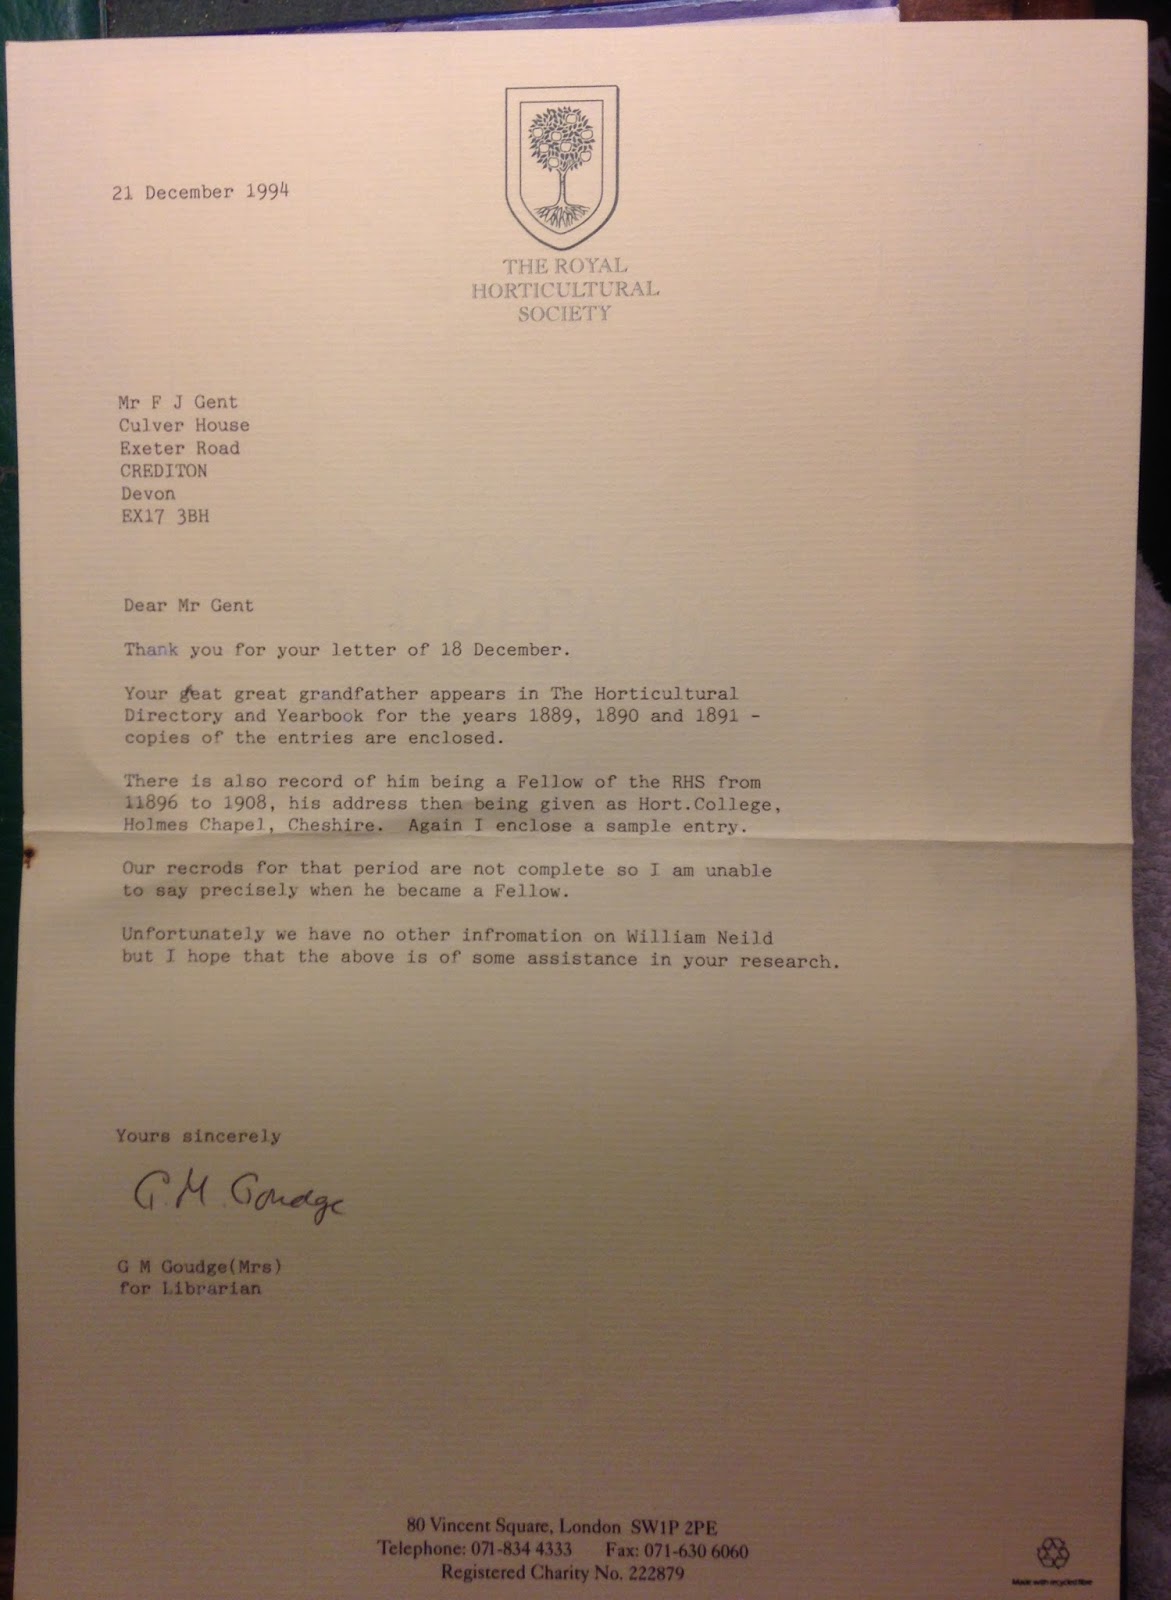 21 December 1994
THE ROYAL
HORTICULTURAL
SOCIETY
Mr F J Gent
Culver House
Exeter Road
CREDITON
Devon
EX17 3BH
Dear Mr Gent
Thank you for your letter of 18 December.
Your great great grandfather appears in The Horticultural
Directory and Yearbook for the years 1889, 1890 and 1891 -
copies of the entries are enclosed.
There is also record of him being a Fellow of the RHS from
11896 to 1908, his address then being given as Hort.College,
Holmes Chapel, Cheshire. Again I enclose a sample entry.
Our recrods for that period are not complete so I am unable
to say precisely when he became a Fellow.
Unfortunately we have no other infromation on William Neild
but I hope that the above is of some assistance in your research.
Yours sincerely
G. M. Goudge
G M Goudge(Mrs)
for Librarian
80 Vincent Square, London SW1P 2PE
Telephone: 071-834 4333 Fax: 071-630 6060
Registered Charity No. 222879
Made with recycled fibre